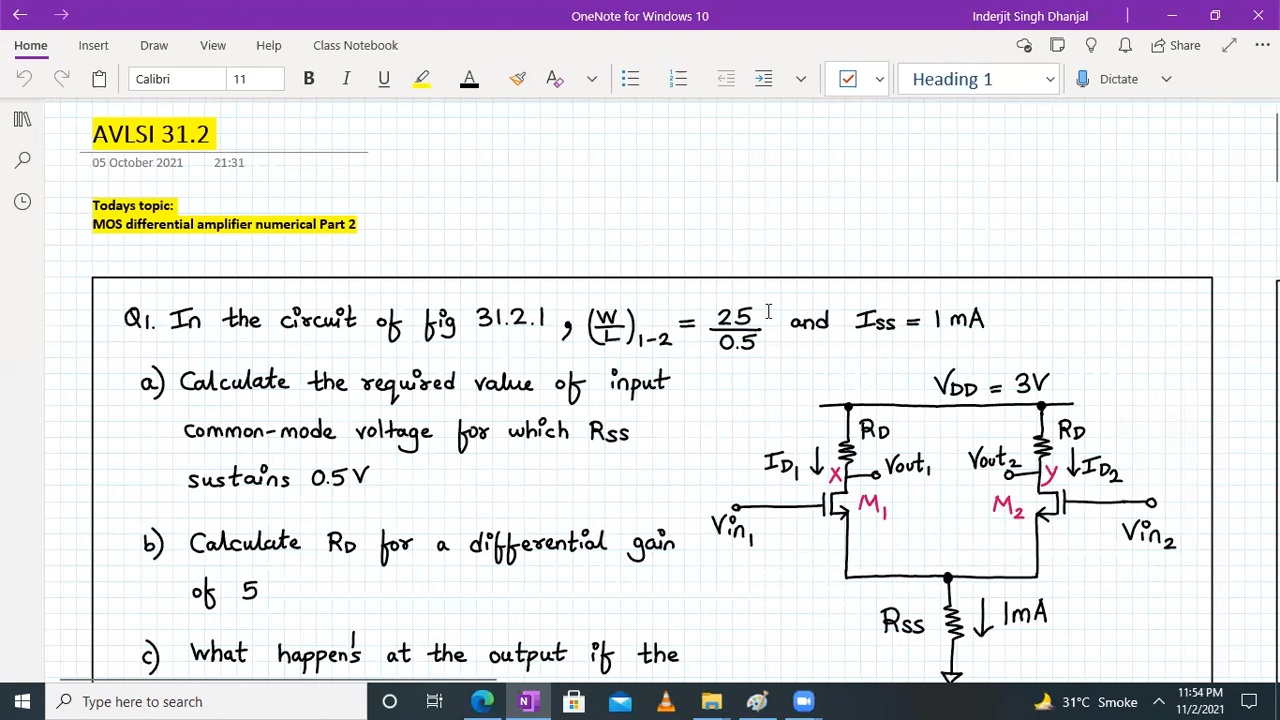 OneNote for Windows 10
Inderjit Singh Dhanjal
Home Insert Draw View Help Class Notebook
Share
Calibri 11 B I U A Heading 1 Dictate
AVLSI 31.2
05 October 2021 21:31
Todays topic:
MOS differential amplifier numerical Part 2
Q1. In the circuit of fig 31.2.1, (W/L)1-2 = 25/0.5 and ISS = 1 mA
a) Calculate the required value of input
common-mode voltage for which RSS
sustains 0.5 V
b) Calculate RD for a differential gain
of 5
c) What happen's at the output if the
VDD = 3V
RD RD
ID1 Vout1 Vout2 ID2
X Y
M1 M2
Vin1 Vin2
RSS 1mA
Type here to search
31°C Smoke
11:54 PM
11/2/2021